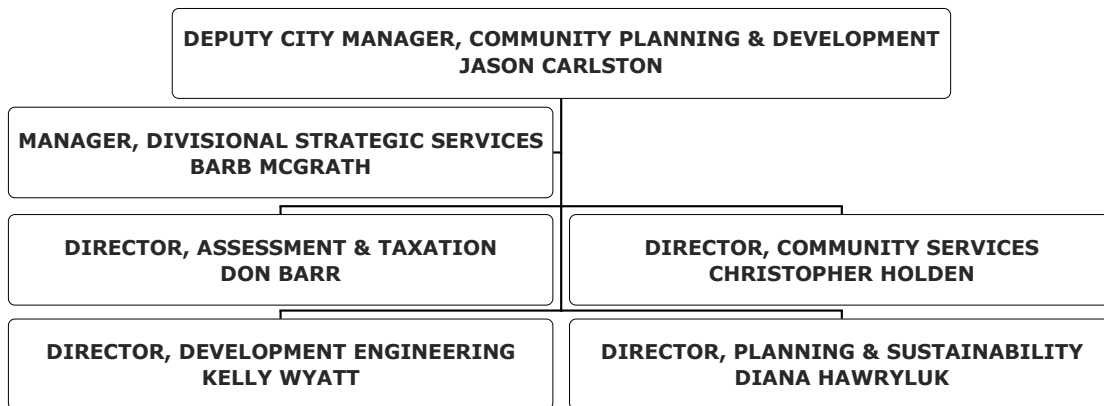 DEPUTY CITY MANAGER, COMMUNITY PLANNING & DEVELOPMENT
JASON CARLSTON
MANAGER, DIVISIONAL STRATEGIC SERVICES
BARB MCGRATH
DIRECTOR, ASSESSMENT & TAXATION
DON BARR
DIRECTOR, COMMUNITY SERVICES
CHRISTOPHER HOLDEN
DIRECTOR, DEVELOPMENT ENGINEERING
KELLY WYATT
DIRECTOR, PLANNING & SUSTAINABILITY
DIANA HAWRYLUK